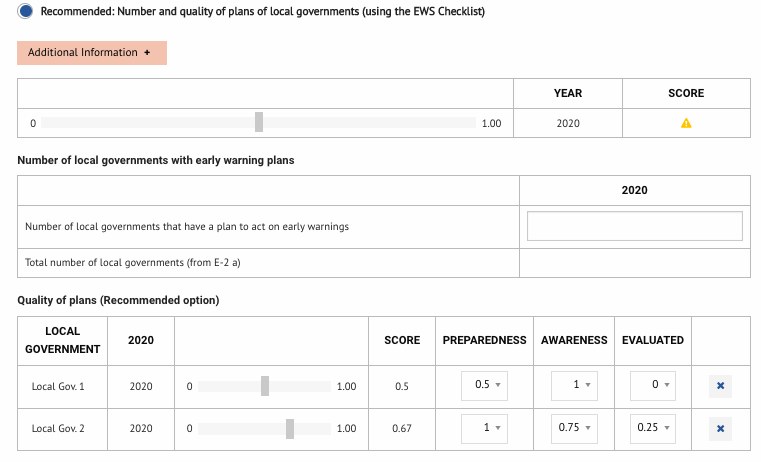 Recommended: Number and quality of plans of local governments (using the EWS Checklist)
Additional Information +
YEAR SCORE
0 1.00 2020
Number of local governments with early warning plans
2020
Number of local governments that have a plan to act on early warnings
Total number of local governments (from E-2 a)
Quality of plans (Recommended option)
LOCAL GOVERNMENT 2020 SCORE PREPAREDNESS AWARENESS EVALUATED
Local Gov. 1 2020 0 1.00 0.5 0.5 1 0
Local Gov. 2 2020 0 1.00 0.67 1 0.75 0.25